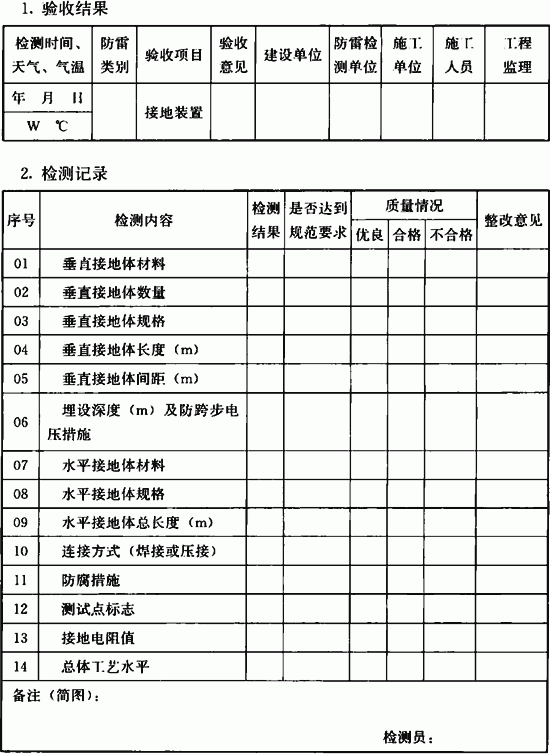 1. 验收结果
检测时间、 防雷 验收项目 验收 建设单位 防雷检 施工 施工 工程
天气、气温 类别 意见 测单位 单位 人员 监理
年 月 日 接地装置
W ℃
2. 检测记录
序号 检测内容 检测 是否达到 质量情况 整改意见
结果 规范要求 优良 合格 不合格
01 垂直接地体材料
02 垂直接地体数量
03 垂直接地体规格
04 垂直接地体长度(m)
05 垂直接地体间距(m)
06 埋设深度(m)及防跨步电
压措施
07 水平接地体材料
08 水平接地体规格
09 水平接地体总长度(m)
10 连接方式(焊接或压接)
11 防腐措施
12 测试点标志
13 接地电阻值
14 总体工艺水平
备注(简图):
检测员: